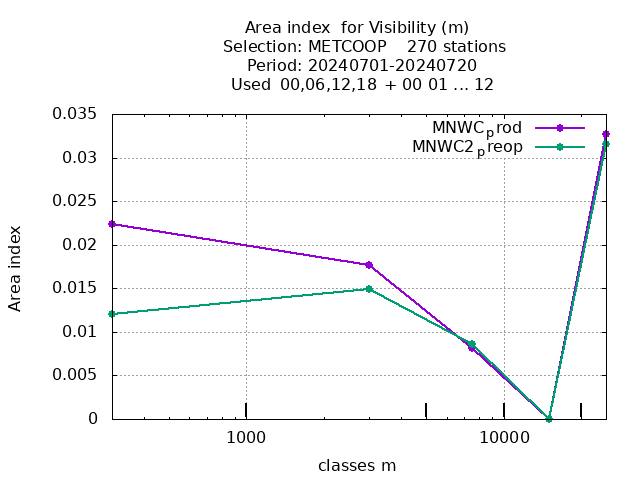 Area index  for Visibility (m)
Selection: METCOOP    270 stations
Period: 20240701-20240720
Used  00,06,12,18  + 00 01 ... 12
MNWCprod
MNWC2preop
0.035
0.03
0.025
0.02
0.015
0.01
0.005
0
Area index
1000
10000
classes m